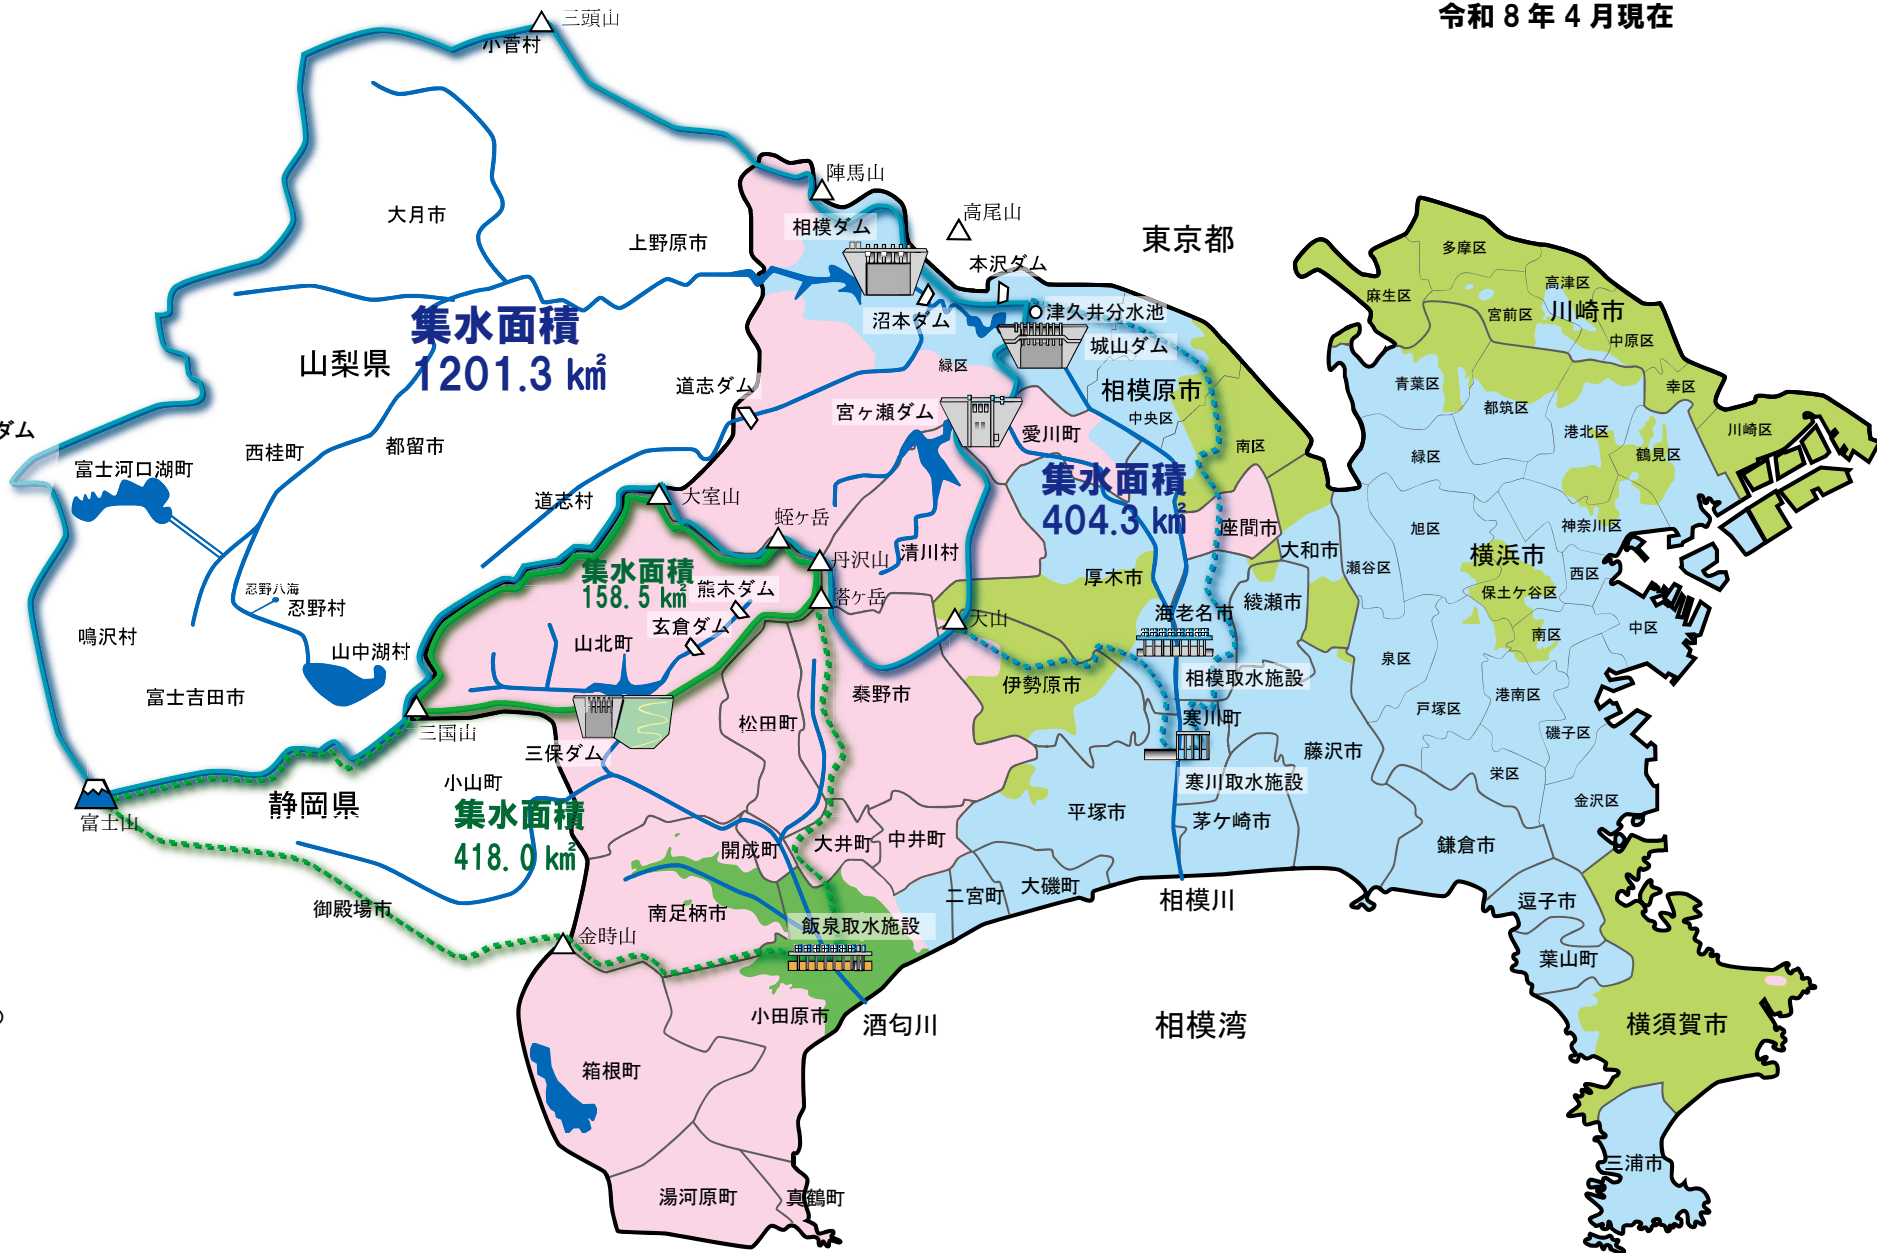 令和8年4月現在
三頭山
小菅村
陣馬山
大月市
高尾山
相模ダム
東京都
上野原市
多摩区
本沢ダム
高津区
麻生区
川崎市
宮前区
津久井分水池
沼本ダム
集水面積
1201.3 k㎡
城山ダム
中原区
山梨県
緑区
道志ダム
相模原市
青葉区
幸区
都筑区
宮ヶ瀬ダム
中央区
ダム
愛川町
港北区
川崎区
西桂町
都留市
南区
鶴見区
富士河口湖町
緑区
集水面積
404.3 k㎡
道志村
大室山
蛭ケ岳
座間市
旭区
神奈川区
清川村
大和市
横浜市
丹沢山
瀬谷区
西区
集水面積
158.5 k㎡
厚木市
熊木ダム
忍野八海
忍野村
塔ケ岳
綾瀬市
保土ケ谷区
海老名市
大山
玄倉ダム
中区
南区
鳴沢村
山北町
山中湖村
泉区
相模取水施設
伊勢原市
秦野市
港南区
富士吉田市
戸塚区
寒川町
松田町
三国山
磯子区
三保ダム
藤沢市
小山町
栄区
寒川取水施設
静岡県
金沢区
集水面積
418.0 k㎡
平塚市
富士山
茅ケ崎市
大井町
中井町
鎌倉市
開成町
大磯町
二宮町
相模川
逗子市
御殿場市
南足柄市
飯泉取水施設
金時山
葉山町
小田原市
酒匂川
相模湾
横須賀市
箱根町
三浦市
湯河原町
真鶴町